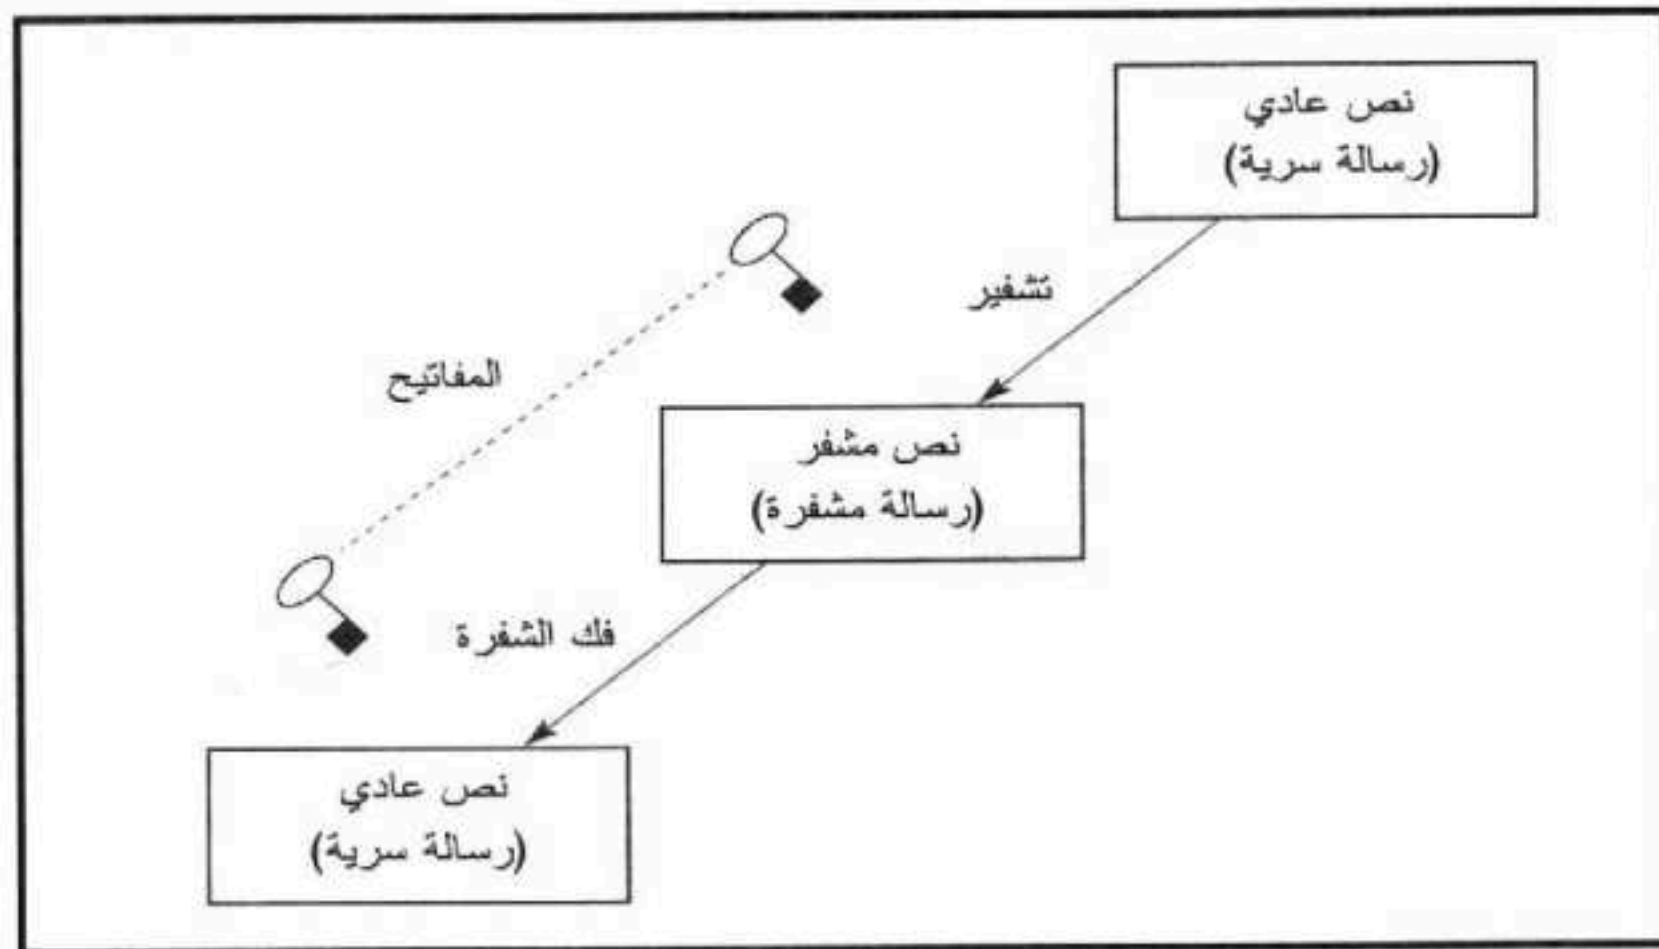 نص عادي
(رسالة سرية)
تشفير
المفاتيح
نص مشفر
(رسالة مشفرة)
فك الشفرة
نص عادي
(رسالة سرية)